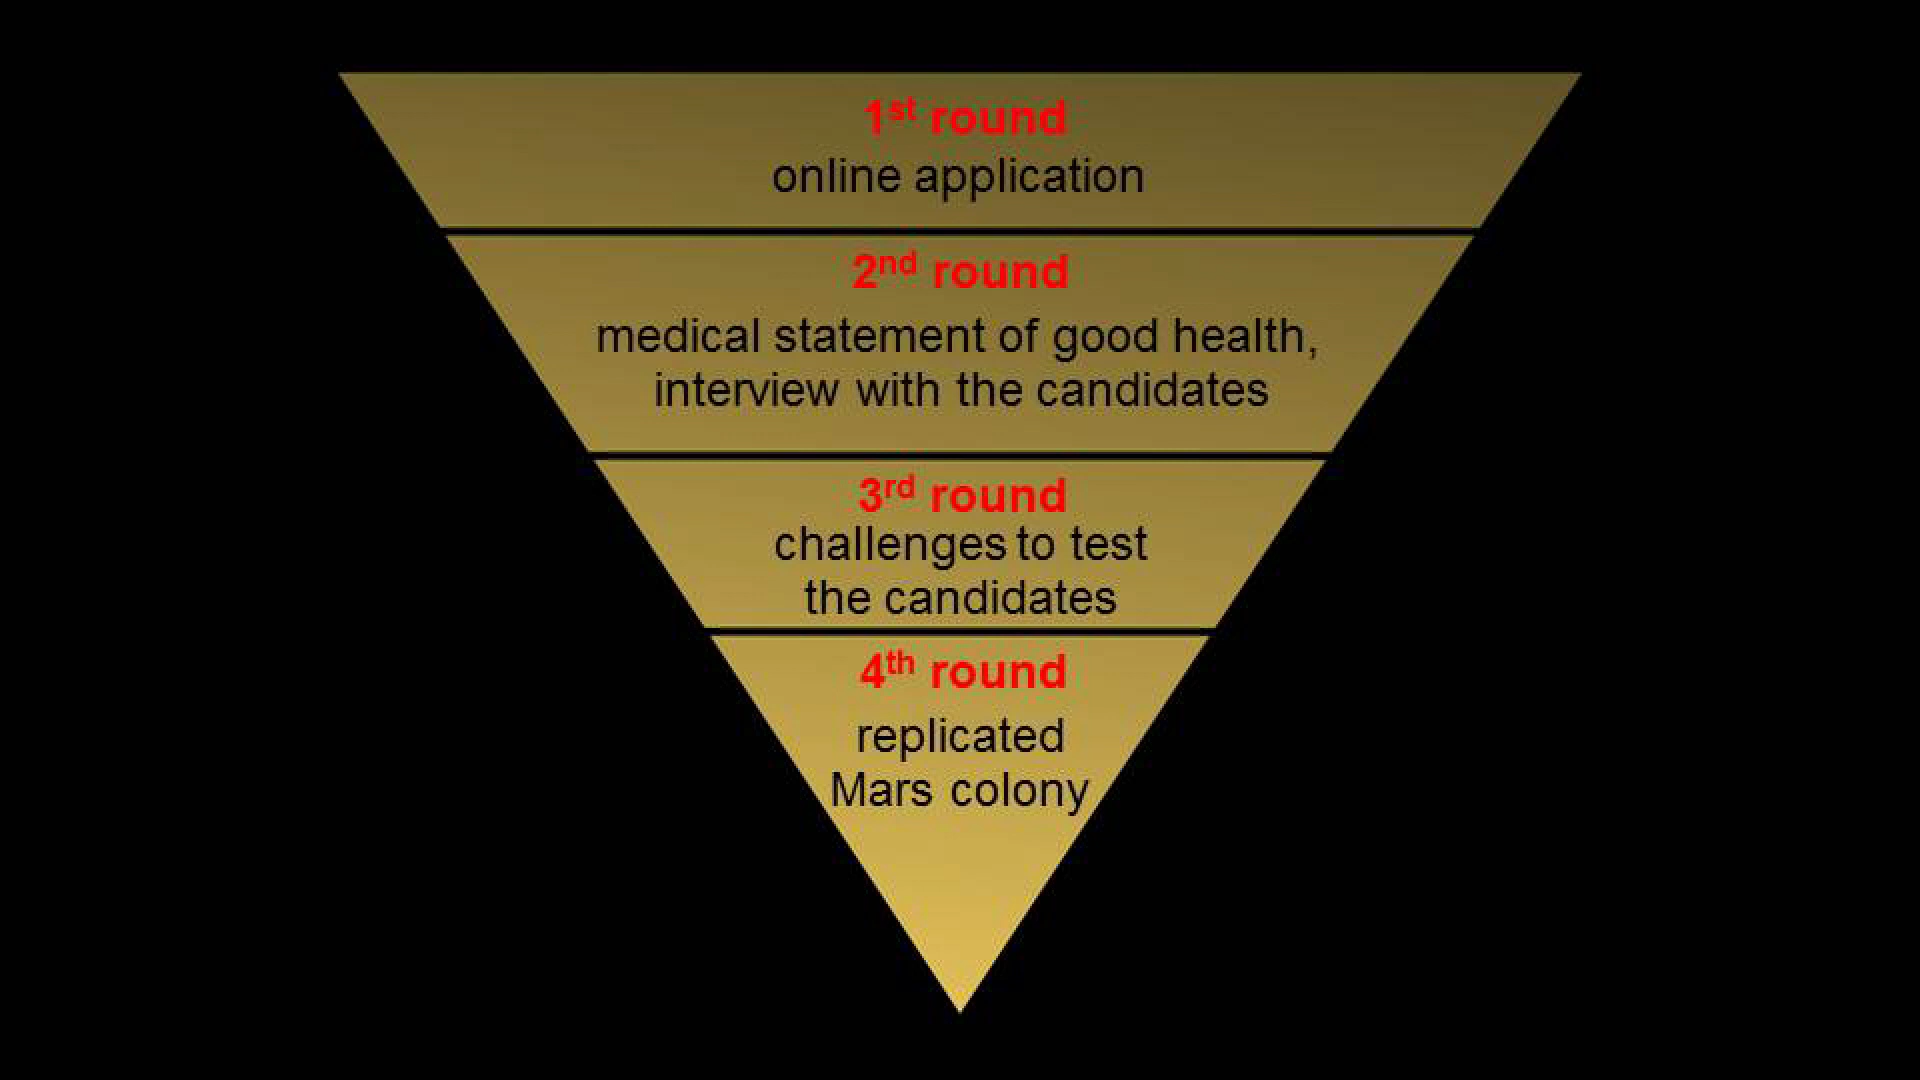 1st round
online application
2nd round
medical statement of good health,
interview with the candidates
3rd round
challenges to test
the candidates
4th round
replicated
Mars colony